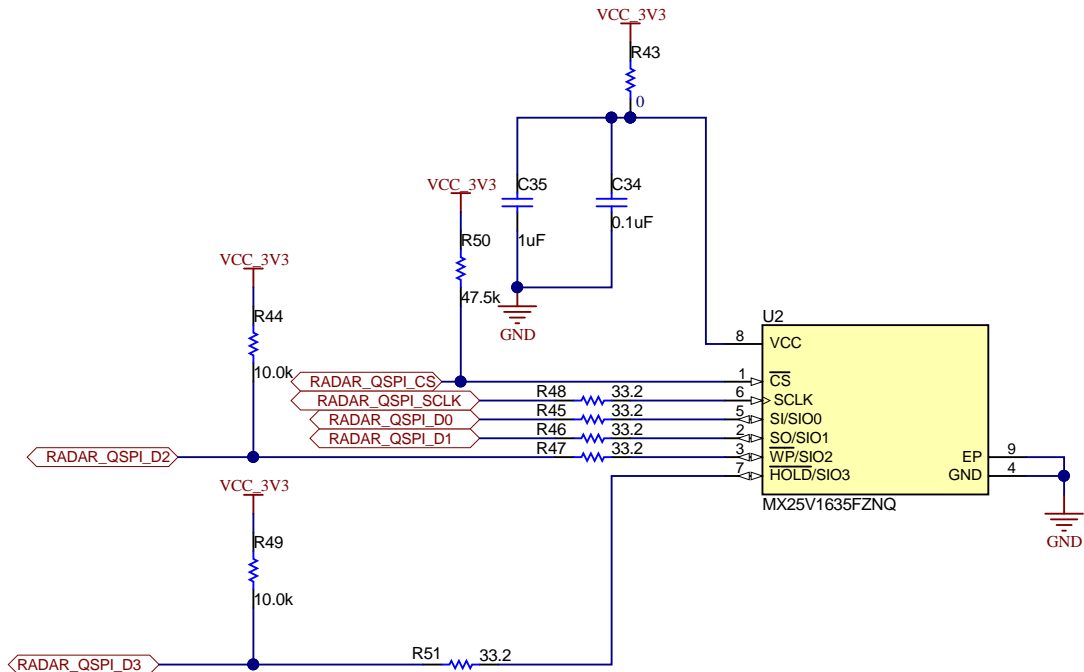 VCC_3V3
R43
0
VCC_3V3
C35
C34
1uF
0.1uF
R50
47.5k
GND
VCC_3V3
R44
10.0k
U2
8 VCC
RADAR_QSPI_CS 1 CS
RADAR_QSPI_SCLK R48 33.2 6 SCLK
RADAR_QSPI_D0 R45 33.2 5 SI/SIO0
RADAR_QSPI_D1 R46 33.2 2 SO/SIO1
RADAR_QSPI_D2 R47 33.2 3 WP/SIO2 EP 9
7 HOLD/SIO3 GND 4
MX25V1635FZNQ
GND
VCC_3V3
R49
10.0k
RADAR_QSPI_D3 R51 33.2